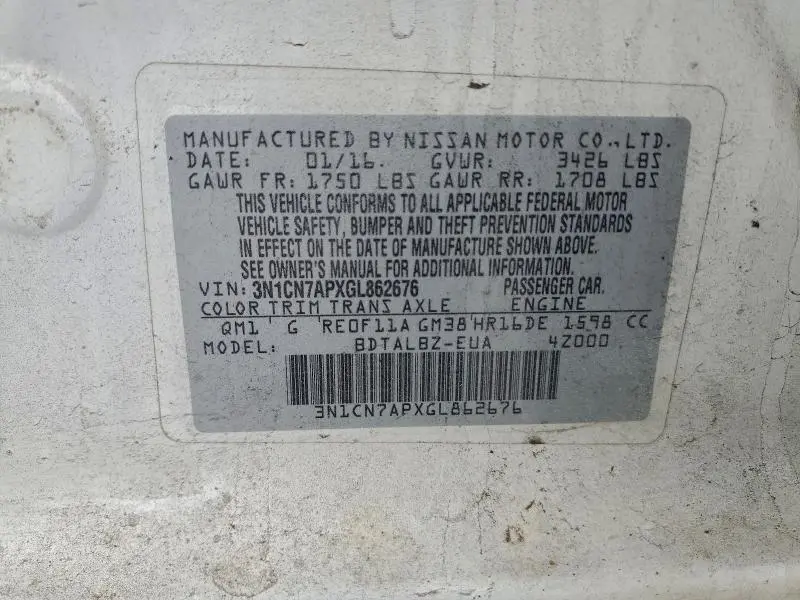 MANUFACTURED BY NISSAN MOTOR CO., LTD.
DATE: 01/16. GVWR: 3426 LBS
GAWR FR: 1750 LBS GAWR RR: 1708 LBS
THIS VEHICLE CONFORMS TO ALL APPLICABLE FEDERAL MOTOR
VEHICLE SAFETY, BUMPER AND THEFT PREVENTION STANDARDS
IN EFFECT ON THE DATE OF MANUFACTURE SHOWN ABOVE.
SEE OWNER'S MANUAL FOR ADDITIONAL INFORMATION.
VIN: 3N1CN7APXGL862676 PASSENGER CAR.
COLOR TRIM TRANS AXLE ENGINE
QM1 G RE0F11A GM38 HR16DE 1598 CC
MODEL: BDTALBZ-EUA 4Z000
3N1CN7APXGL862676